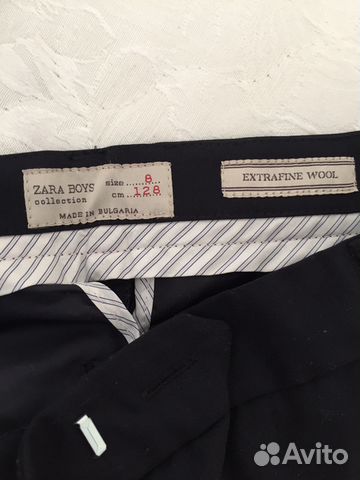 ZARA BOYS
collection
size 8
cm 128
MADE IN BULGARIA
EXTRAFINE WOOL
Avito